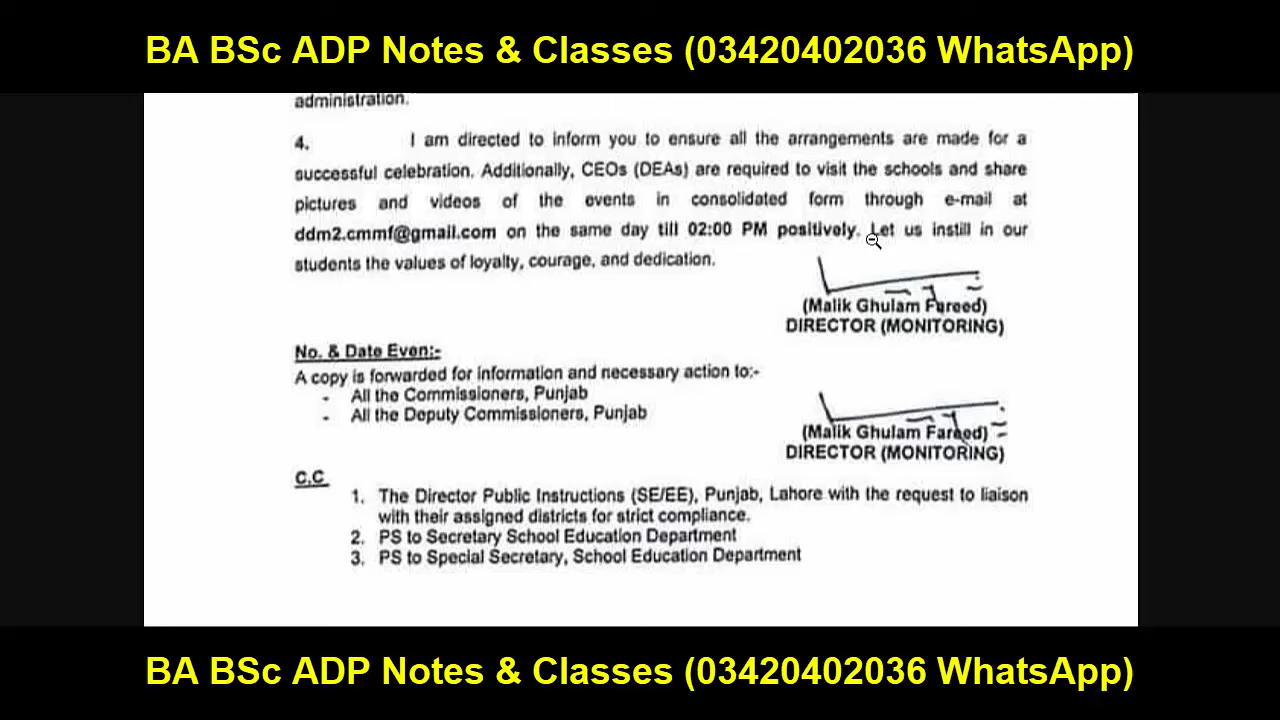 BA BSc ADP Notes & Classes (03420402036 WhatsApp)
administration.
4. I am directed to inform you to ensure all the arrangements are made for a
successful celebration. Additionally, CEOs (DEAs) are required to visit the schools and share
pictures and videos of the events in consolidated form through e-mail at
ddm2.cmmf@gmail.com on the same day till 02:00 PM positively. Let us instill in our
students the values of loyalty, courage, and dedication.
(Malik Ghulam Fareed)
DIRECTOR (MONITORING)
No. & Date Even:-
A copy is forwarded for information and necessary action to:-
- All the Commissioners, Punjab
- All the Deputy Commissioners, Punjab
(Malik Ghulam Fareed)
DIRECTOR (MONITORING)
C.C
1. The Director Public Instructions (SE/EE), Punjab, Lahore with the request to liaison
with their assigned districts for strict compliance.
2. PS to Secretary School Education Department
3. PS to Special Secretary, School Education Department
BA BSc ADP Notes & Classes (03420402036 WhatsApp)